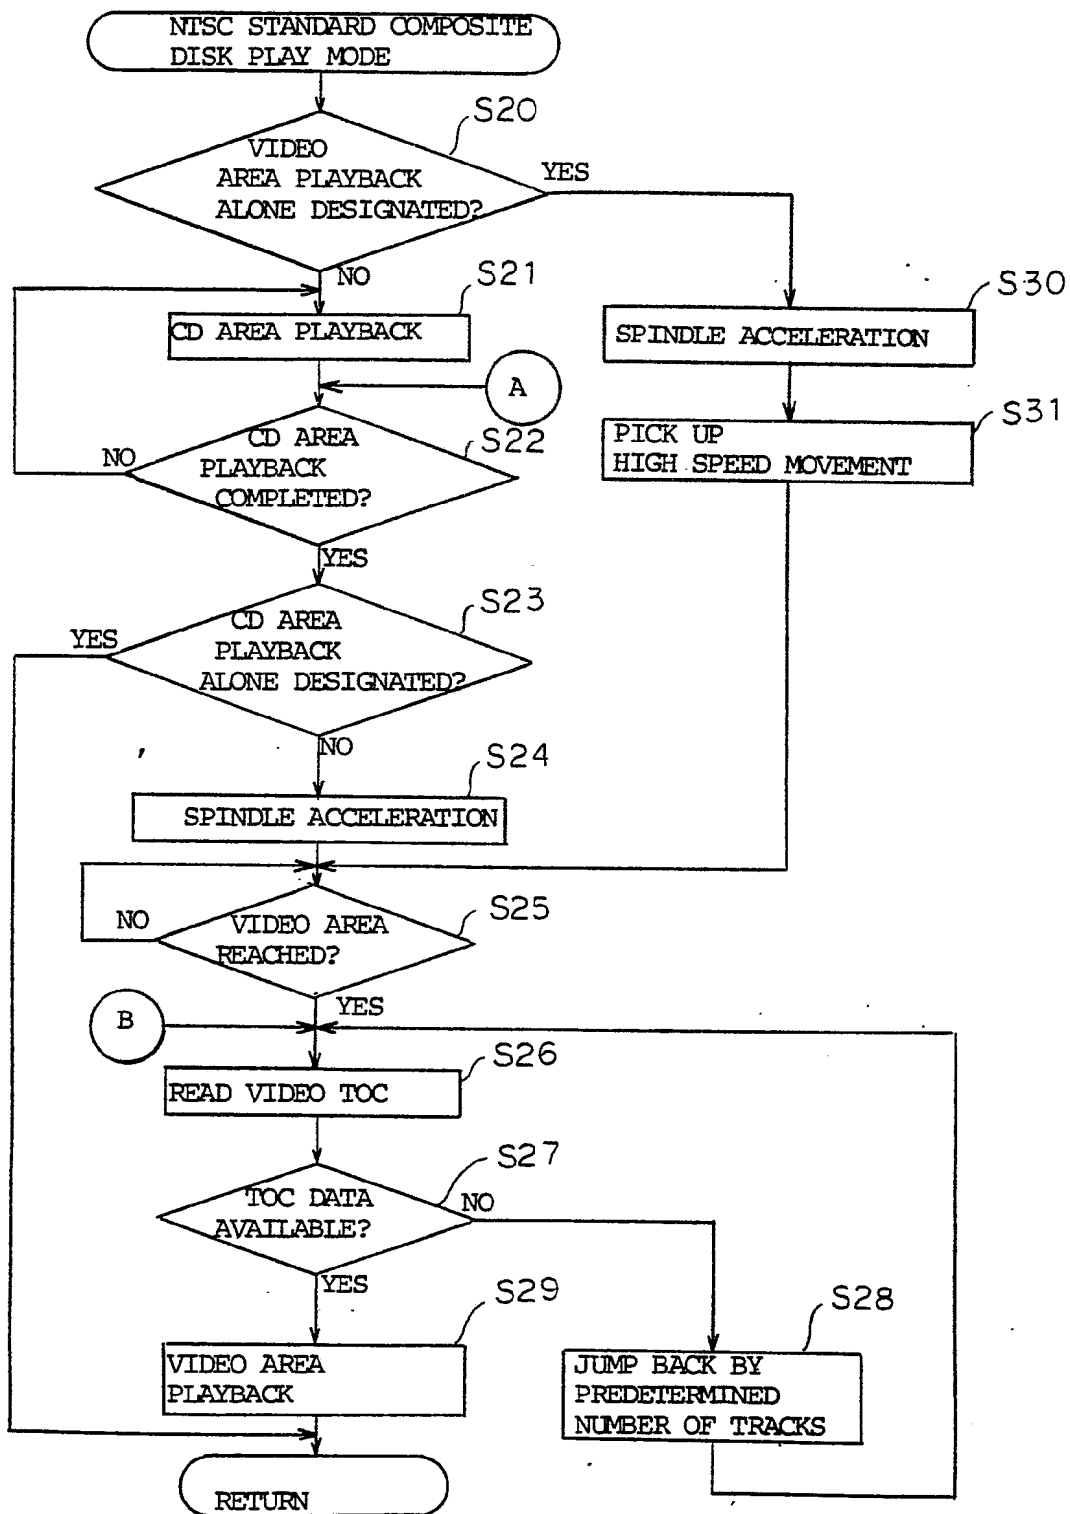 NTSC STANDARD COMPOSITE
DISK PLAY MODE
S20
VIDEO
AREA PLAYBACK
ALONE DESIGNATED?
YES
NO
S21
CD AREA PLAYBACK
S30
SPINDLE ACCELERATION
A
S31
PICK UP
HIGH SPEED MOVEMENT
S22
CD AREA
PLAYBACK
COMPLETED?
NO
YES
S23
CD AREA
PLAYBACK
ALONE DESIGNATED?
YES
NO
S24
SPINDLE ACCELERATION
S25
VIDEO AREA
REACHED?
NO
YES
B
S26
READ VIDEO TOC
S27
TOC DATA
AVAILABLE?
NO
YES
S29
VIDEO AREA
PLAYBACK
S28
JUMP BACK BY
PREDETERMINED
NUMBER OF TRACKS
RETURN